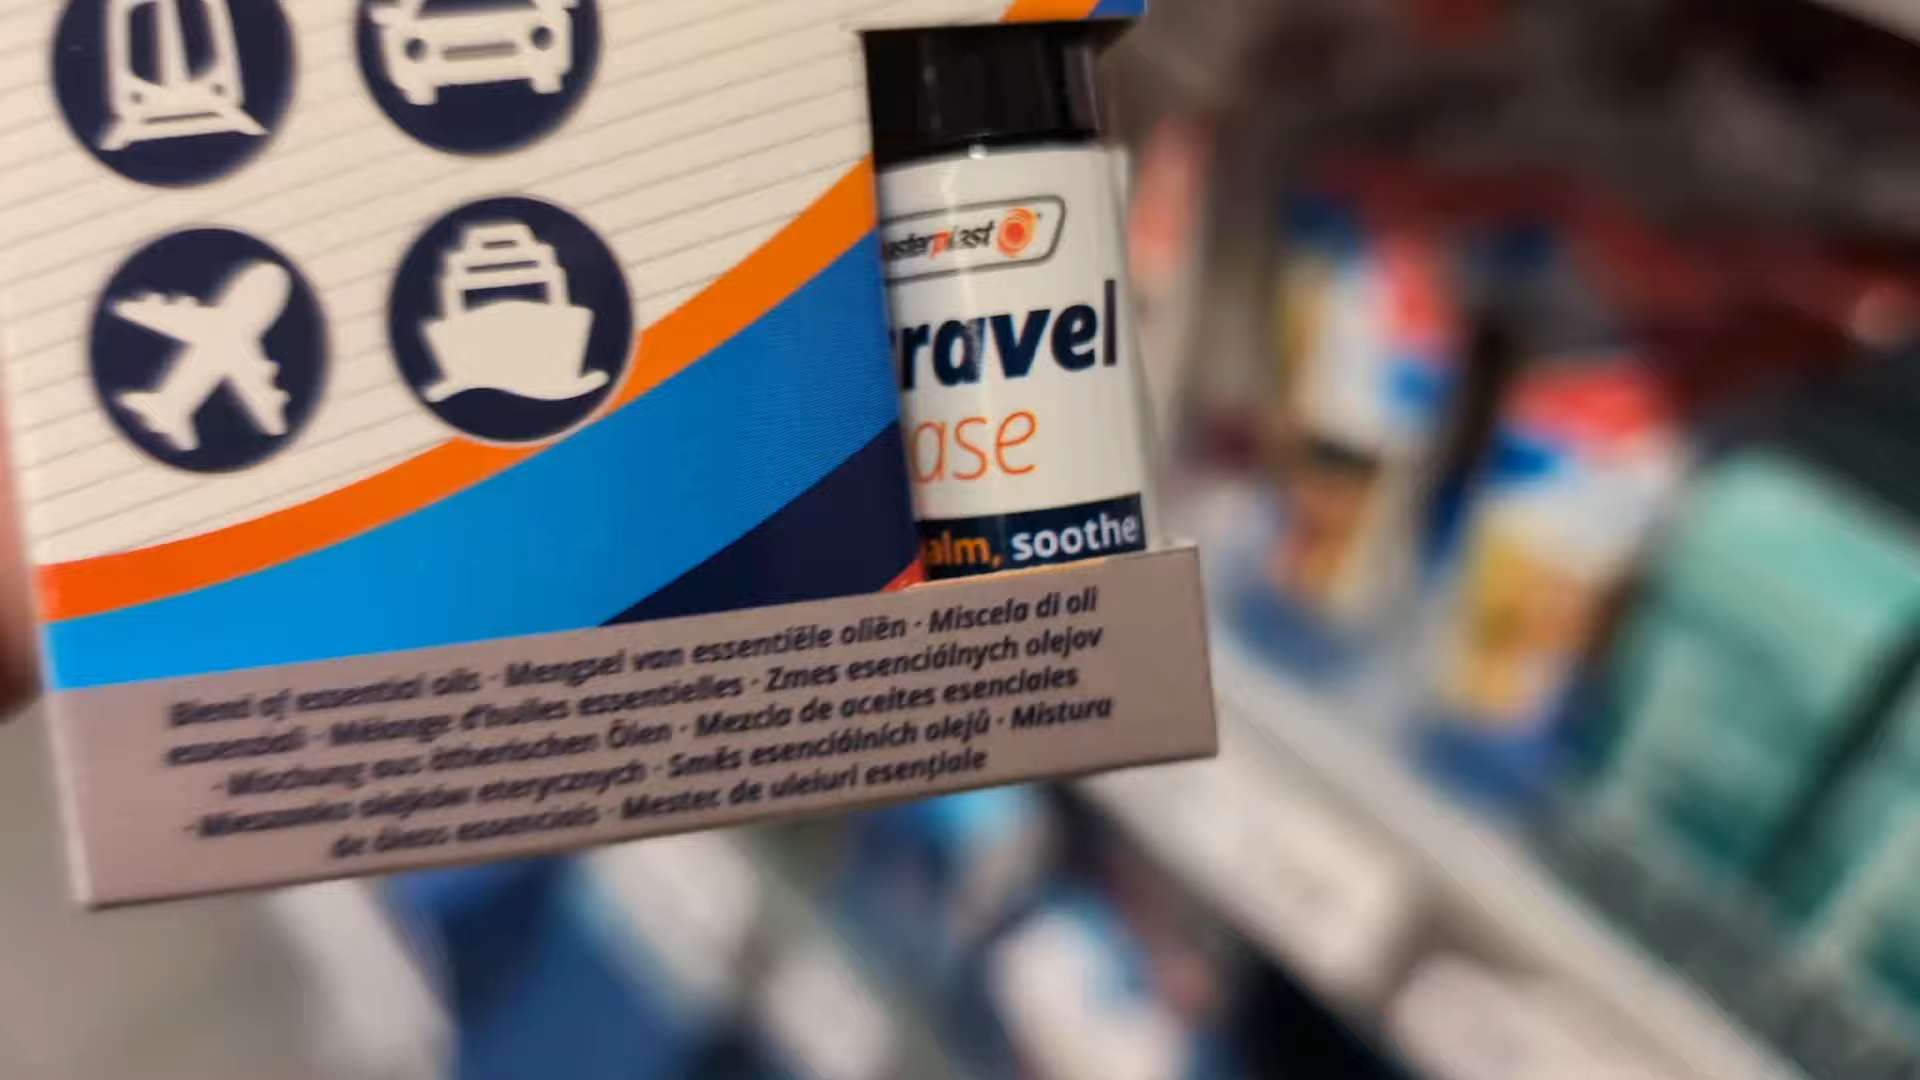 asterplast
ravel
ase
alm, soothe
Blend of essential oils · Mengsel van essentiële oliën · Miscela di oli
essenziali · Mélange d'huiles essentielles · Zmes esenciálnych olejov
· Mischung aus ätherischen Ölen · Mezcla de aceites esenciales
· Mieszanka olejków eterycznych · Směs esenciálních olejů · Mistura
de óleos essenciais · Mestec de uleiuri esențiale